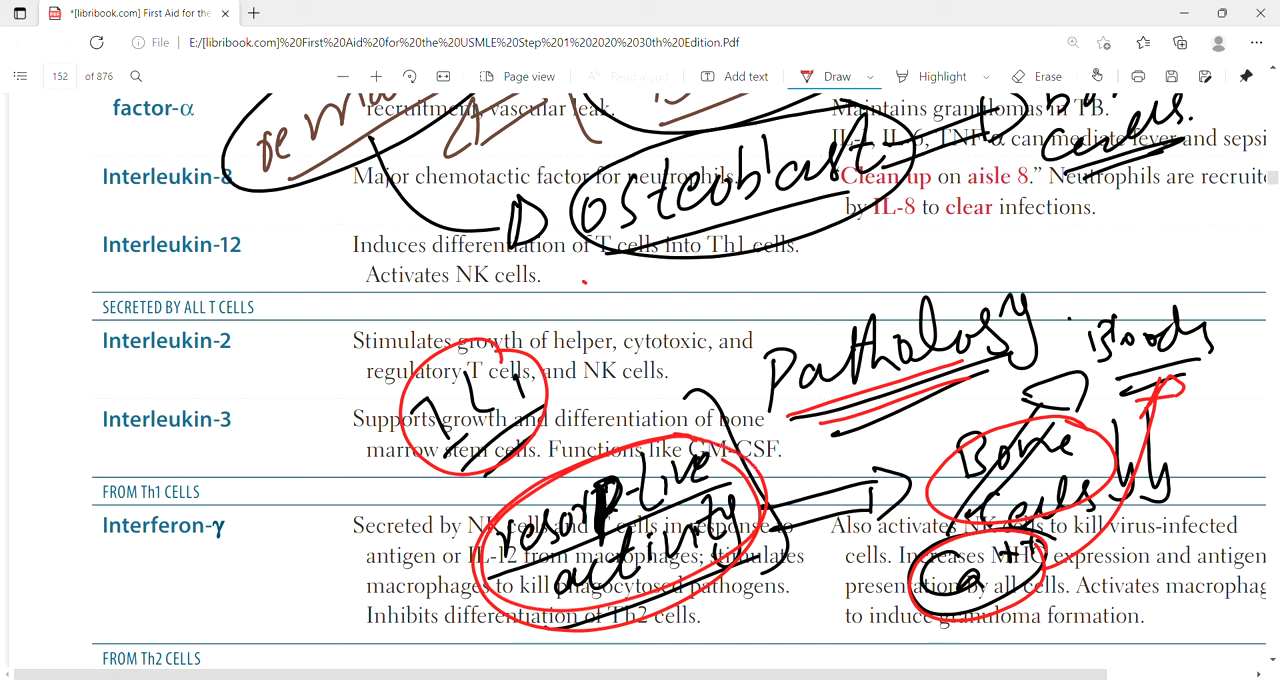 *[libribook.com] First Aid for the
File E:/[libribook.com]%20First%20Aid%20for%20the%20USMLE%20Step%201%202020%2030th%20Edition.Pdf
152 of 876 Page view Read aloud Add text Draw Highlight Erase
factor-α recruitment, vascular leak. Maintains granulomas in TB.
IL-1, IL-6, TNF-α can mediate fever and sepsi
Osteoblast
Interleukin-8 Major chemotactic factor for neutrophils. “Clean up on aisle 8.” Neutrophils are recruite
by IL-8 to clear infections.
Interleukin-12 Induces differentiation of T cells into Th1 cells.
Activates NK cells.
SECRETED BY ALL T CELLS
Pathology Bloods
Interleukin-2 Stimulates growth of helper, cytotoxic, and
regulatory T cells, and NK cells.
IL1
Interleukin-3 Supports growth and differentiation of bone
marrow stem cells. Functions like GM-CSF.
Bone
resorp-tive
activity
FROM Th1 CELLS
Interferon-γ Secreted by NK cells and T cells in response to Also activates NK cells to kill virus-infected
antigen or IL-12 from macrophages; stimulates cells. Increases MHC expression and antigen
macrophages to kill phagocytosed pathogens. presentation by all cells. Activates macrophag
Inhibits differentiation of Th2 cells. to induce granuloma formation.
Ca++
FROM Th2 CELLS